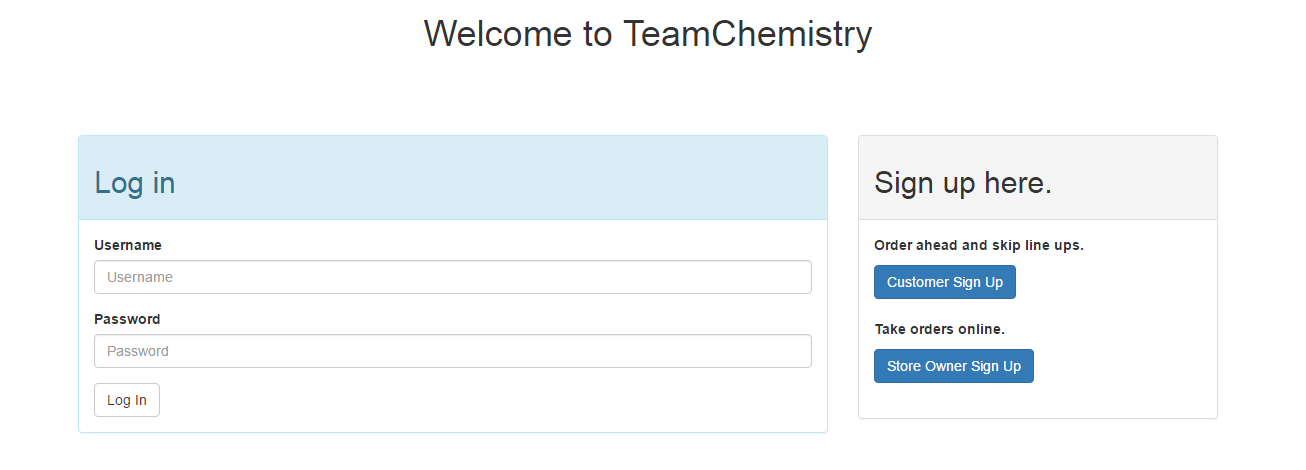 Welcome to TeamChemistry
Log in
Username
Username
Password
Password
Log In
Sign up here.
Order ahead and skip line ups.
Customer Sign Up
Take orders online.
Store Owner Sign Up